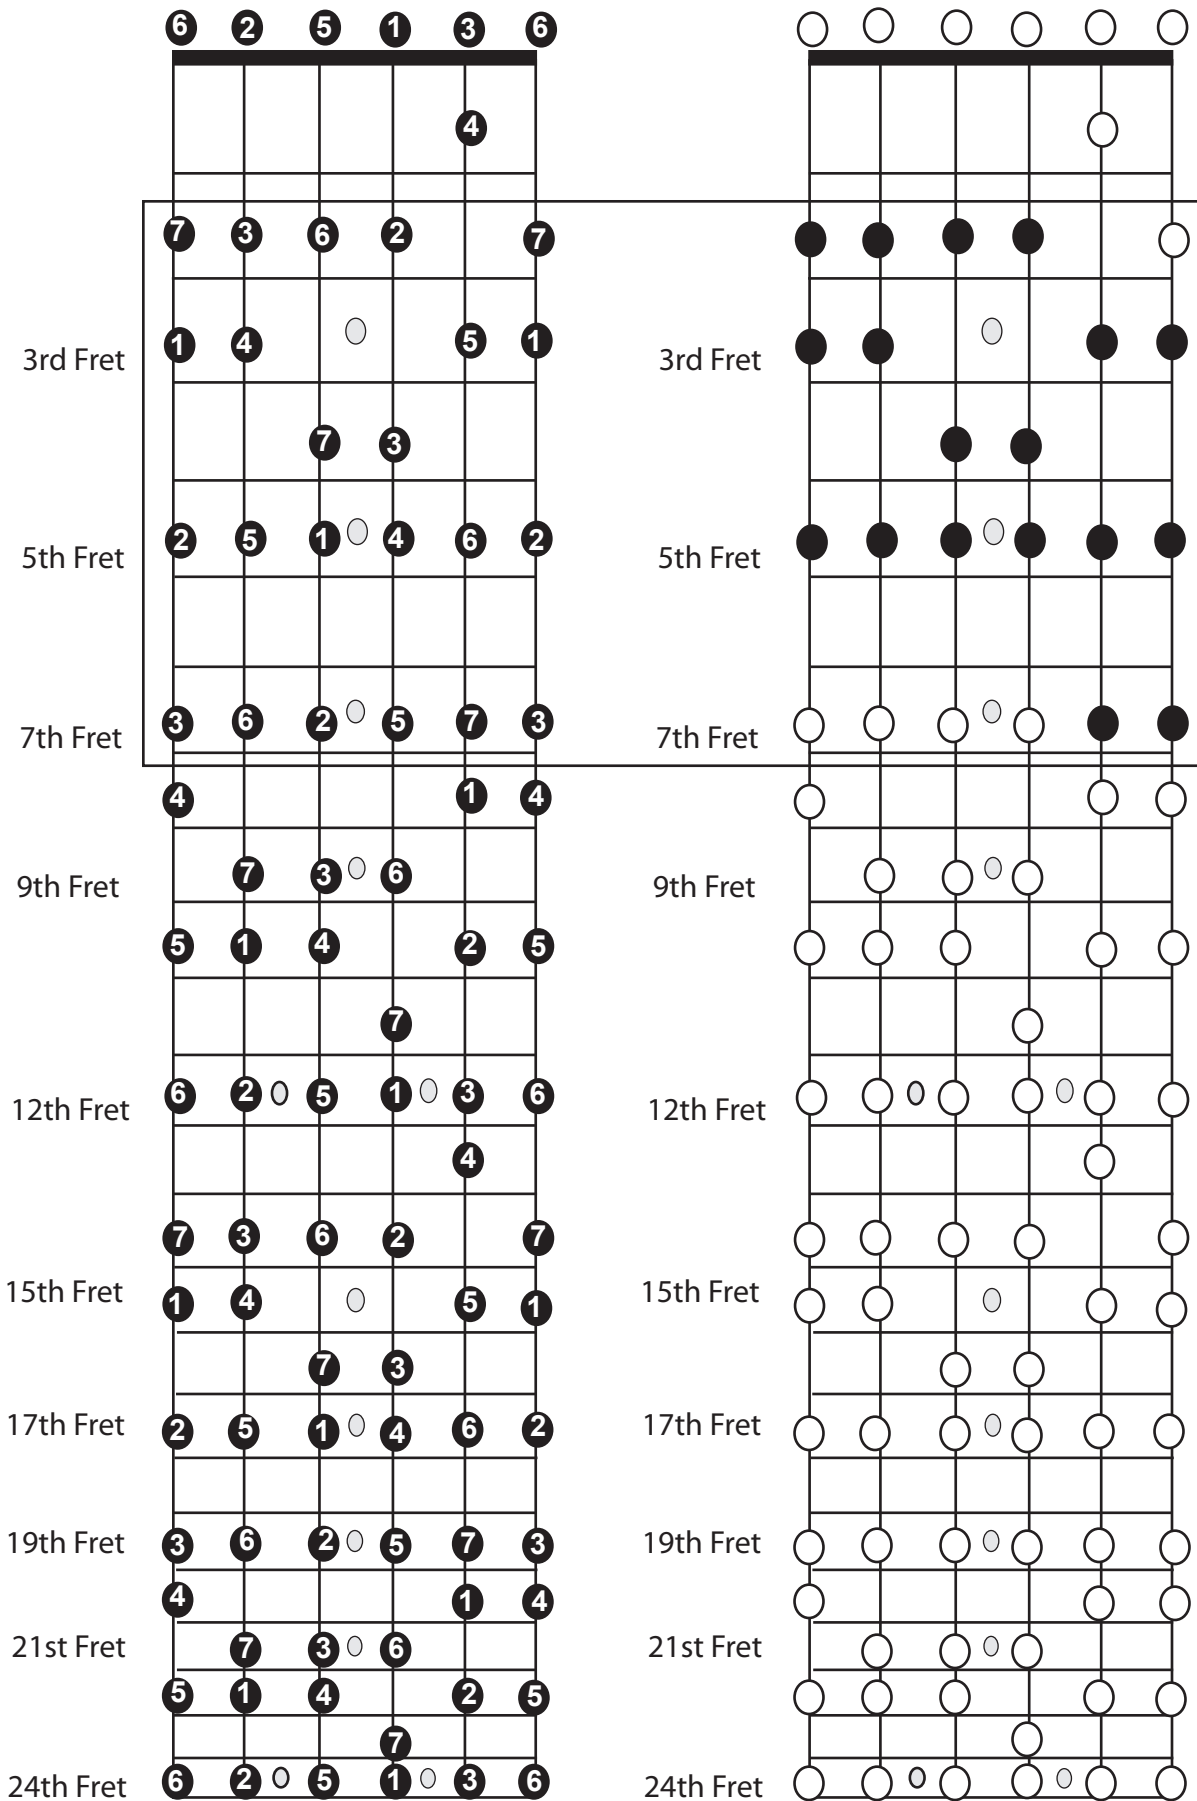 6 2 5 1 3 6
4
7 3 6 2 7
1 4 5 1
3rd Fret 3rd Fret
7 3
2 5 1 4 6 2
5th Fret 5th Fret
3 6 2 5 7 3
7th Fret 7th Fret
4 1 4
7 3 6
9th Fret 9th Fret
5 1 4 2 5
7
6 2 5 1 3 6
12th Fret 12th Fret
4
7 3 6 2 7
15th Fret 15th Fret
1 4 5 1
7 3
17th Fret 17th Fret
2 5 1 4 6 2
19th Fret 19th Fret
3 6 2 5 7 3
4 1 4
21st Fret 21st Fret
7 3 6
5 1 4 2 5
7
24th Fret 24th Fret
6 2 5 1 3 6